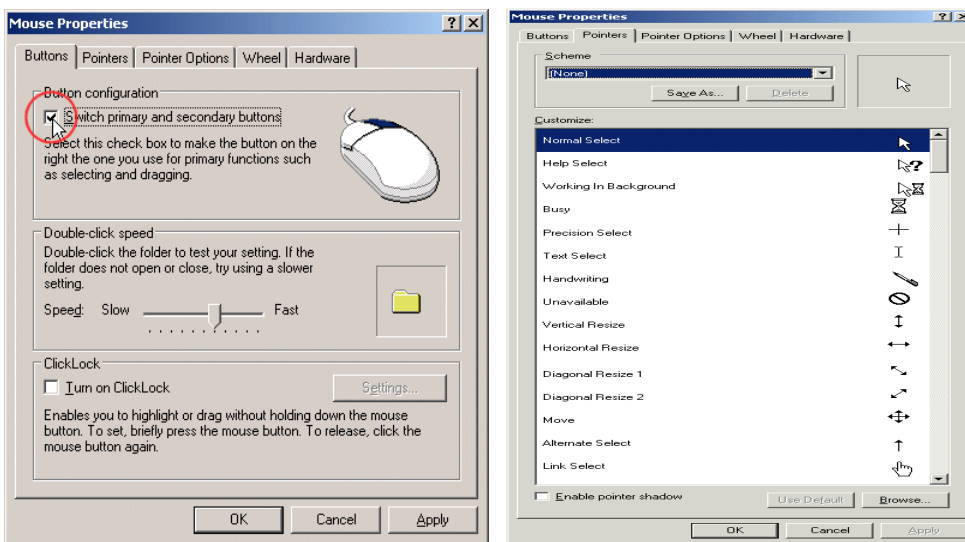 Mouse Properties
Buttons Pointers Pointer Options Wheel Hardware
Button configuration
Switch primary and secondary buttons
Select this check box to make the button on the
right the one you use for primary functions such
as selecting and dragging.
Double-click speed
Double-click the folder to test your setting. If the
folder does not open or close, try using a slower
setting.
Speed: Slow Fast
ClickLock
Turn on ClickLock
Settings...
Enables you to highlight or drag without holding down the mouse
button. To set, briefly press the mouse button. To release, click the
mouse button again.
OK Cancel Apply
Mouse Properties
Buttons Pointers Pointer Options Wheel Hardware
Scheme
(None)
Save As... Delete
Customize:
Normal Select
Help Select
Working In Background
Busy
Precision Select
Text Select
Handwriting
Unavailable
Vertical Resize
Horizontal Resize
Diagonal Resize 1
Diagonal Resize 2
Move
Alternate Select
Link Select
Enable pointer shadow
Use Default Browse...
OK Cancel Apply